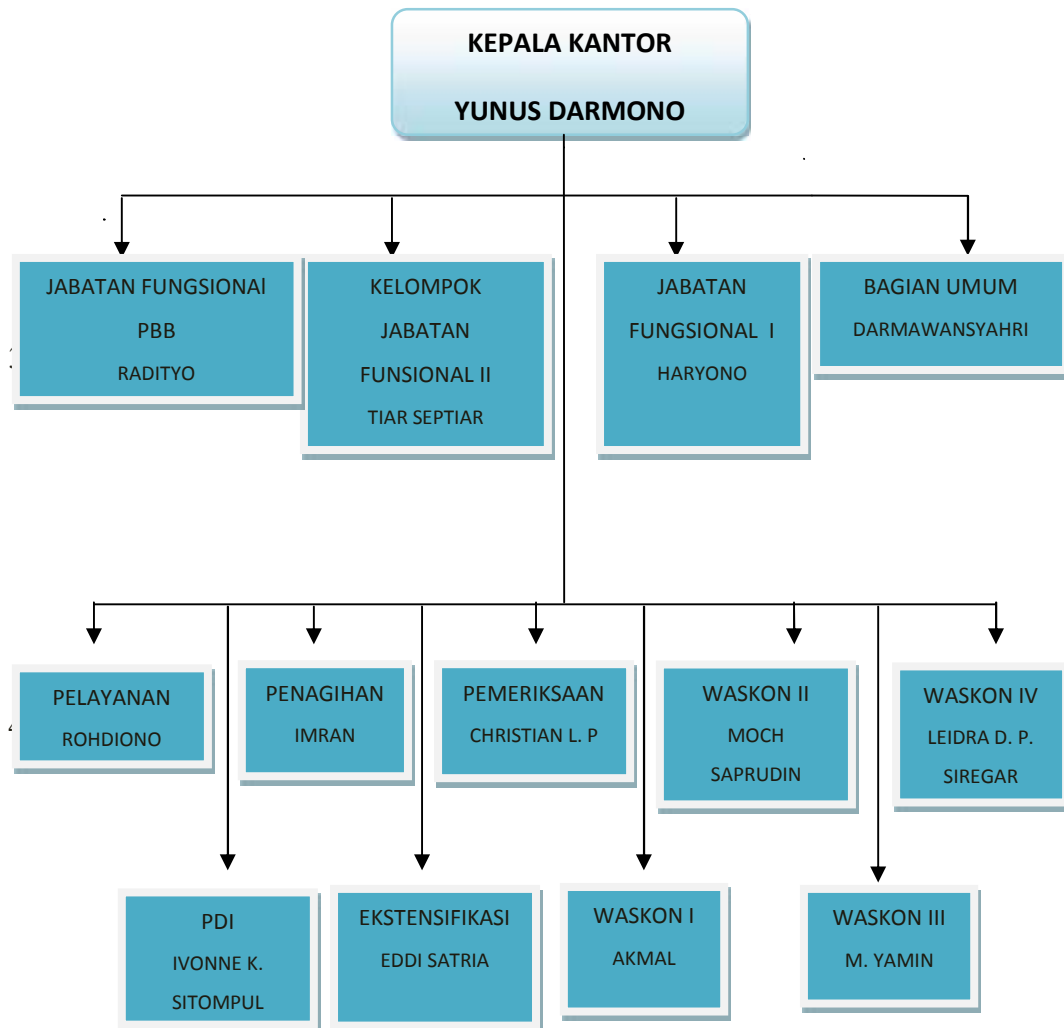 KEPALA KANTOR
YUNUS DARMONO
JABATAN FUNGSIONAl
PBB
RADITYO
KELOMPOK
JABATAN
FUNSIONAL II
TIAR SEPTIAR
JABATAN
FUNGSIONAL I
HARYONO
BAGIAN UMUM
DARMAWANSYAHRI
PELAYANAN
ROHDIONO
PENAGIHAN
IMRAN
PEMERIKSAAN
CHRISTIAN L. P
WASKON II
MOCH
SAPRUDIN
WASKON IV
LEIDRA D. P.
SIREGAR
PDI
IVONNE K.
SITOMPUL
EKSTENSIFIKASI
EDDI SATRIA
WASKON I
AKMAL
WASKON III
M. YAMIN